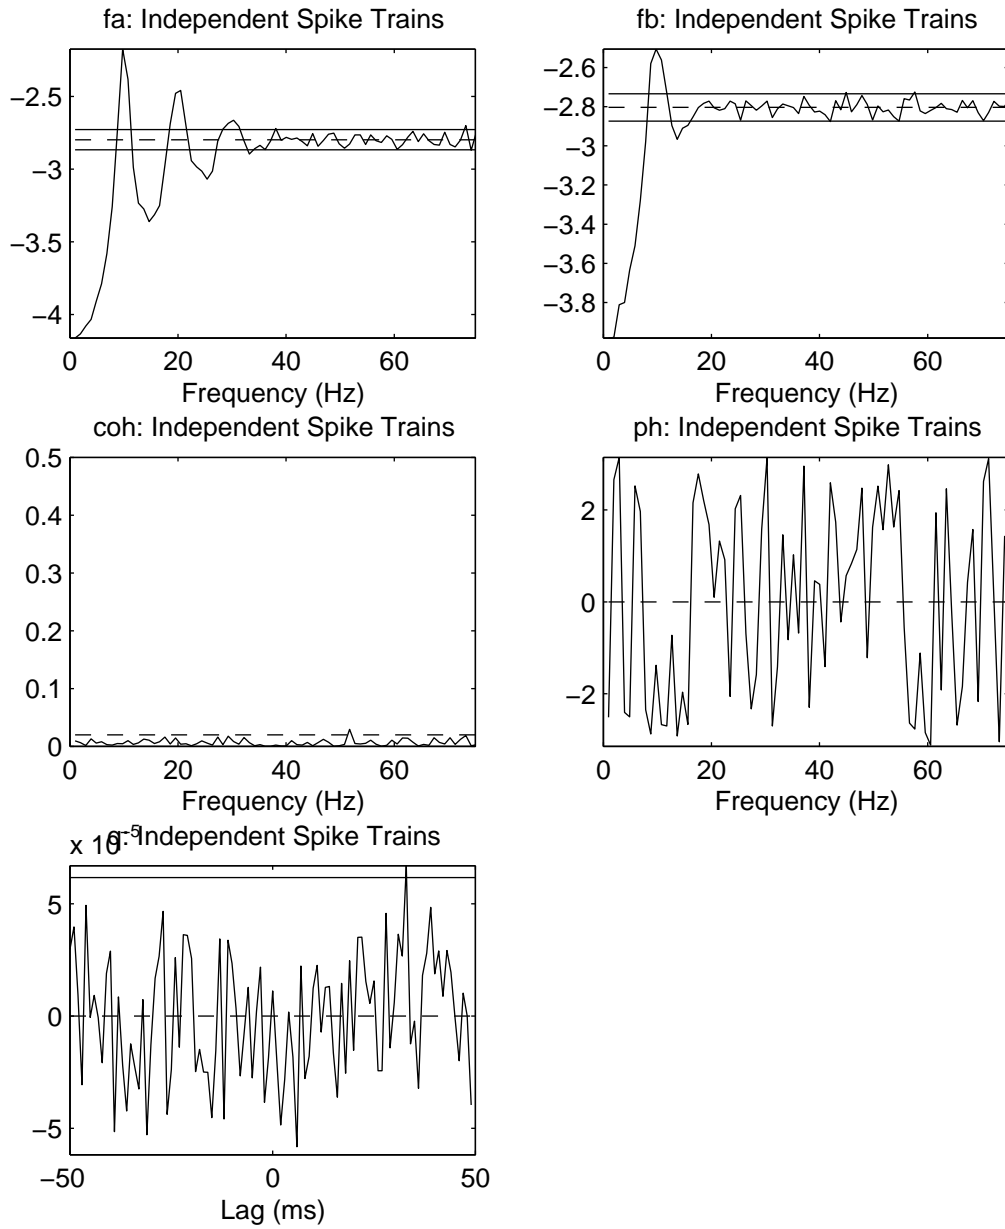 fa: Independent Spike Trains
−2.5
−3
−3.5
−4
0 20 40 60
Frequency (Hz)
fb: Independent Spike Trains
−2.6
−2.8
−3
−3.2
−3.4
−3.6
−3.8
0 20 40 60
Frequency (Hz)
coh: Independent Spike Trains
0.5
0.4
0.3
0.2
0.1
0
0 20 40 60
Frequency (Hz)
ph: Independent Spike Trains
2
0
−2
0 20 40 60
Frequency (Hz)
x 10−5
Independent Spike Trains
5
0
−5
−50 0 50
Lag (ms)